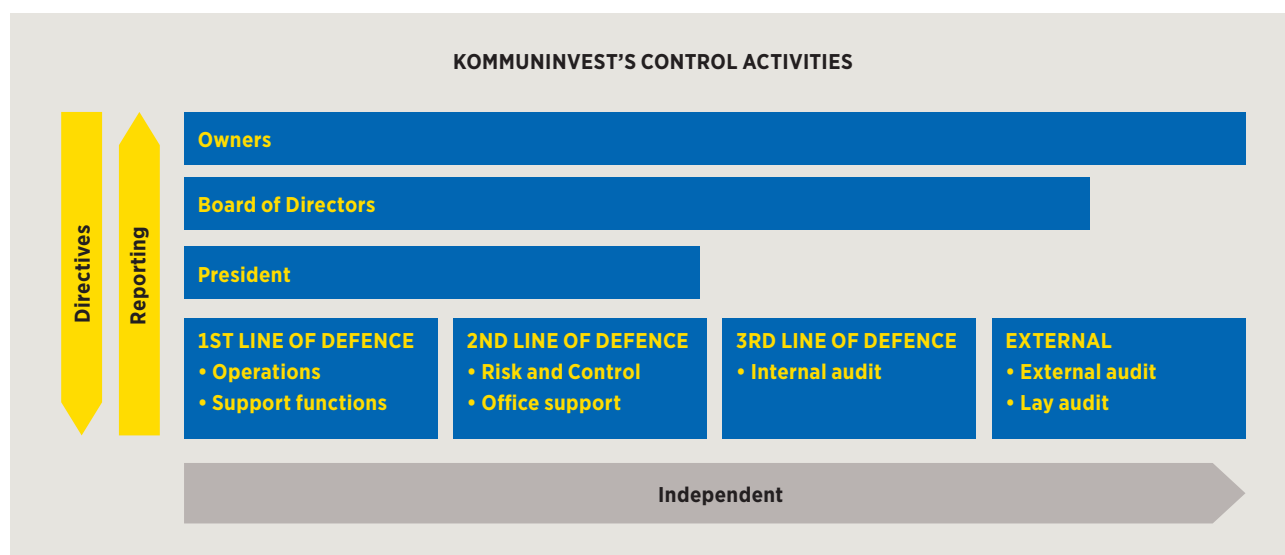 KOMMUNINVEST'S CONTROL ACTIVITIES
Directives
Reporting
Owners
Board of Directors
President
1ST LINE OF DEFENCE
• Operations
• Support functions
2ND LINE OF DEFENCE
• Risk and Control
• Office support
3RD LINE OF DEFENCE
• Internal audit
EXTERNAL
• External audit
• Lay audit
Independent